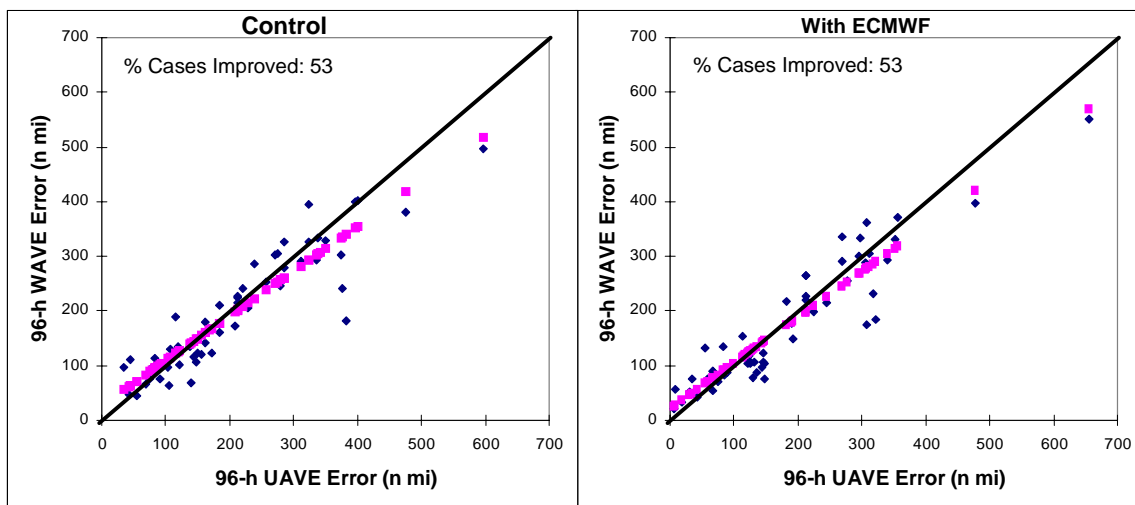 Control
% Cases Improved: 53
96-h WAVE Error (n mi)
700
600
500
400
300
200
100
0
0 100 200 300 400 500 600 700
96-h UAVE Error (n mi)
With ECMWF
% Cases Improved: 53
96-h WAVE Error (n mi)
700
600
500
400
300
200
100
0
0 100 200 300 400 500 600 700
96-h UAVE Error (n mi)